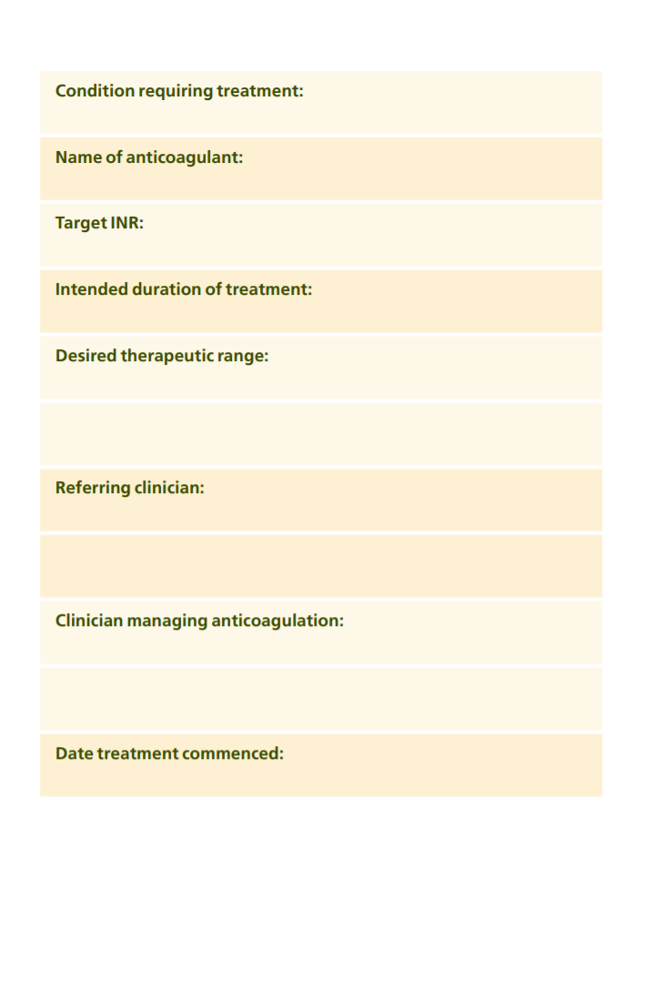 Condition requiring treatment:
Name of anticoagulant:
Target INR:
Intended duration of treatment:
Desired therapeutic range:
Referring clinician:
Clinician managing anticoagulation:
Date treatment commenced: